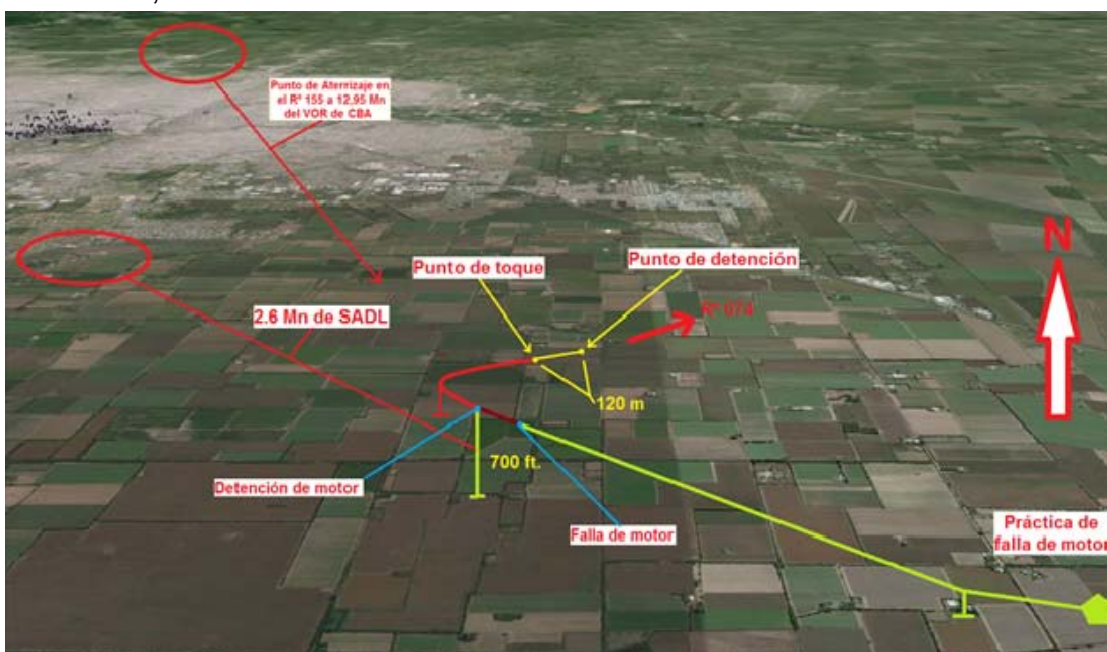 Punto de Aterrizaje en
el Rº 155 a 12.95 Mn
del VOR de CBA
N
Punto de toque
Punto de detención
2.6 Mn de SADL
Rº 074
120 m
700 ft.
Detención de motor
Falla de motor
Práctica de
falla de motor